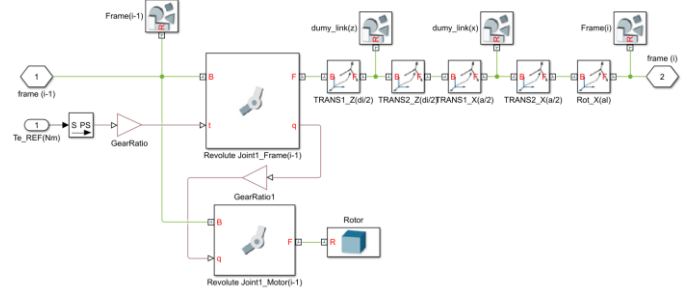 Frame(i-1)
dumy_link(z)
dumy_link(x)
Frame(i)
R
R
R
R
frame (i)
1
B
F
B
F
B
F
B
F
B
F
B
F
2
frame (i-1)
TRANS1_Z(di/2)
TRANS2_Z(di/2)
TRANS1_X(a/2)
TRANS2_X(a/2)
Rot_X(al)
1
S PS
t
q
Te_REF(Nm)
GearRatio
Revolute Joint1_Frame(i-1)
GearRatio1
Rotor
B
F
R
q
Revolute Joint1_Motor(i-1)